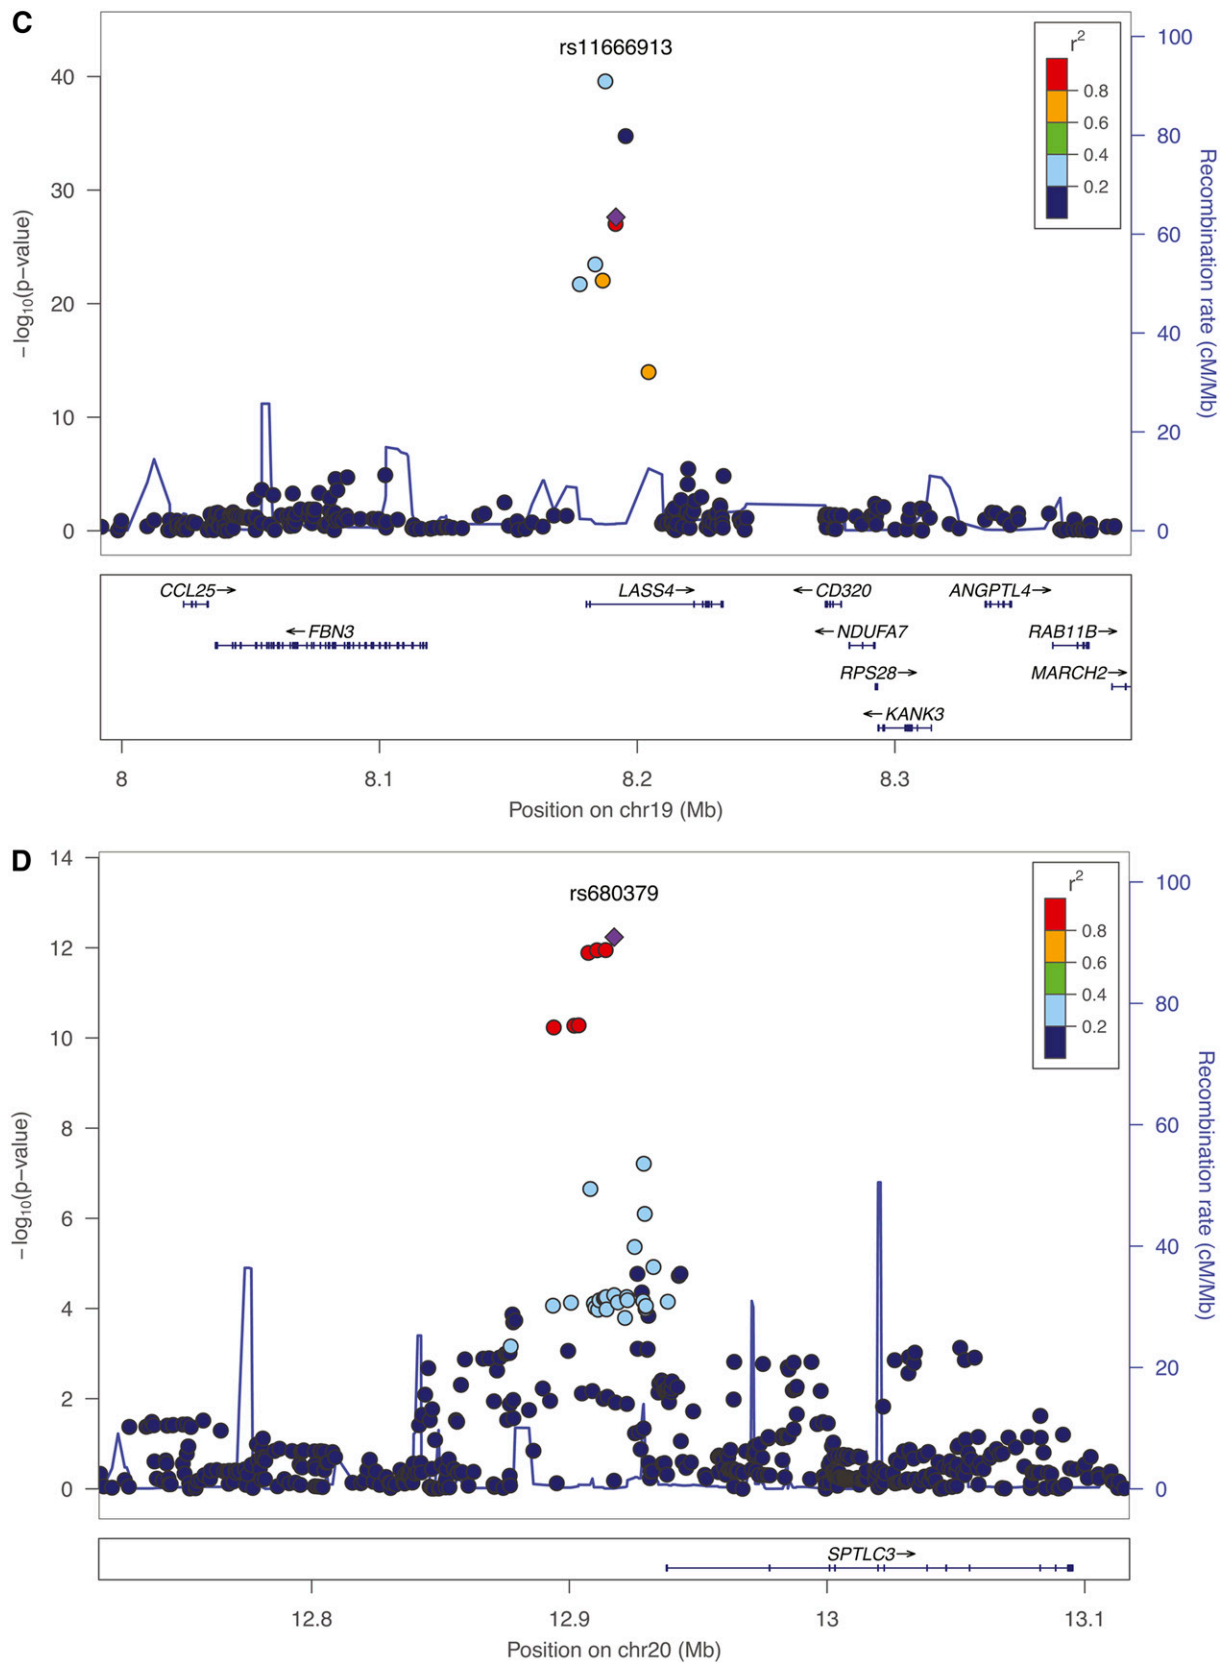 C
rs11666913
r2
0.8
0.6
0.4
0.2
40
30
20
10
0
−log10(p−value)
100
80
60
40
20
0
Recombination rate (cM/Mb)
CCL25→
LASS4→
←CD320
ANGPTL4→
←FBN3
←NDUFA7
RAB11B→
RPS28→
MARCH2→
←KANK3
8
8.1
8.2
8.3
Position on chr19 (Mb)
D
rs680379
r2
0.8
0.6
0.4
0.2
14
12
10
8
6
4
2
0
−log10(p−value)
100
80
60
40
20
0
Recombination rate (cM/Mb)
SPTLC3→
12.8
12.9
13
13.1
Position on chr20 (Mb)